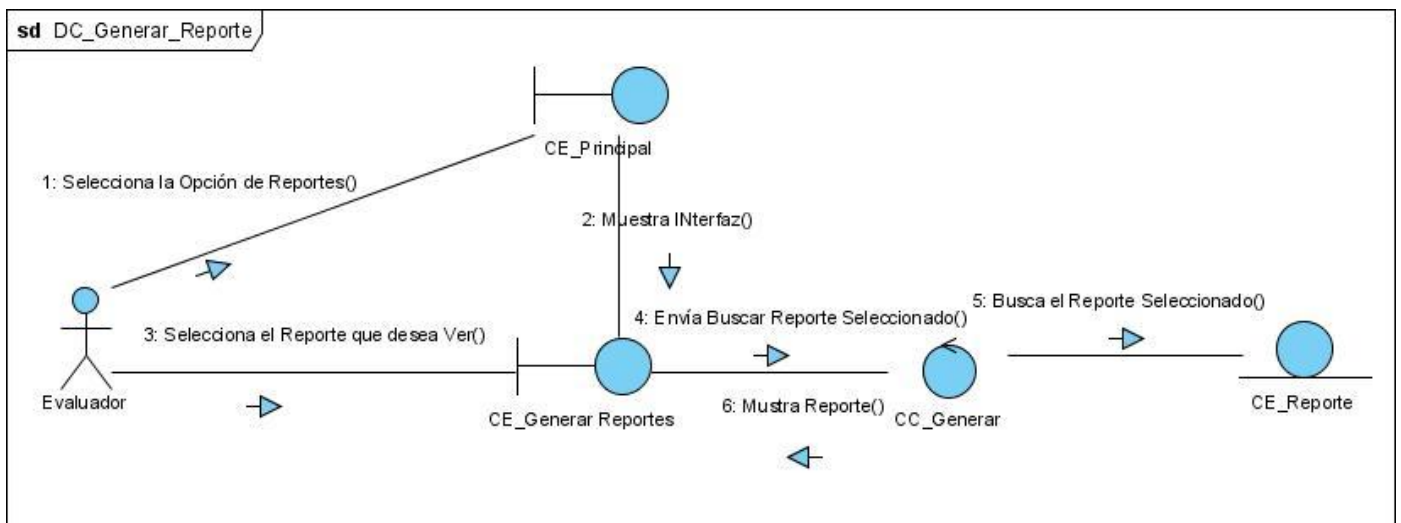 sd DC_Generar_Reporte
CE_Principal
1: Selecciona la Opción de Reportes()
2: Muestra INterfaz()
5: Busca el Reporte Seleccionado()
4: Envía Buscar Reporte Seleccionado()
3: Selecciona el Reporte que desea Ver()
Evaluador
CE_Generar Reportes
6: Mustra Reporte()
CC_Generar
CE_Reporte